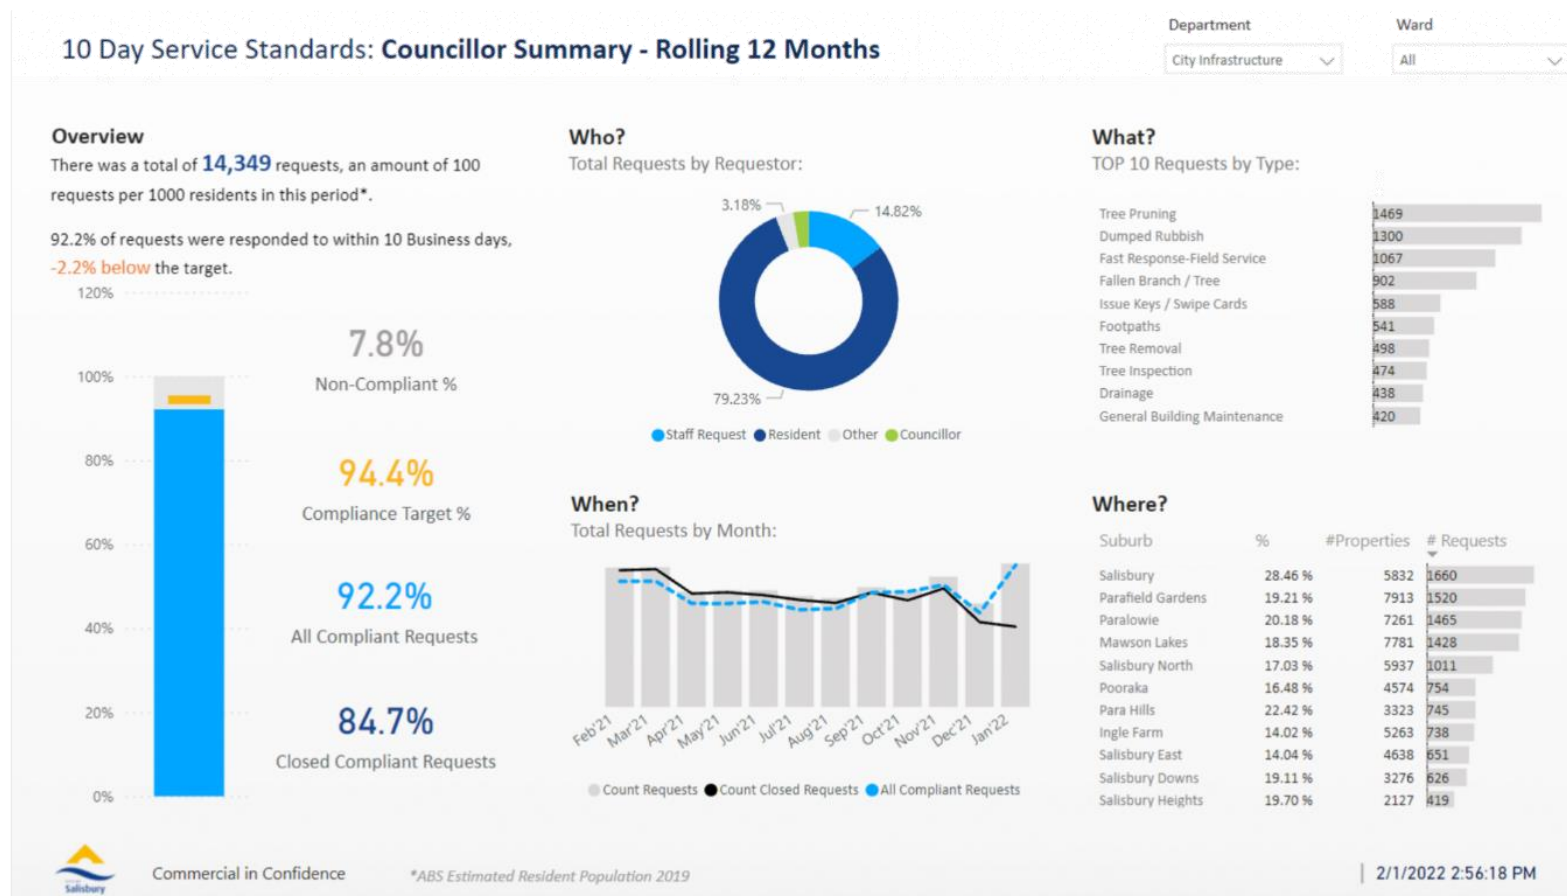 10 Day Service Standards: Councillor Summary - Rolling 12 Months
Department
City Infrastructure
Ward
All
Overview
There was a total of 14,349 requests, an amount of 100
requests per 1000 residents in this period*.
92.2% of requests were responded to within 10 Business days,
-2.2% below the target.
120%
100%
80%
60%
40%
20%
0%
7.8%
Non-Compliant %
94.4%
Compliance Target %
92.2%
All Compliant Requests
84.7%
Closed Compliant Requests
Who?
Total Requests by Requestor:
3.18%
14.82%
79.23%
Staff Request Resident Other Councillor
When?
Total Requests by Month:
Feb'21 Mar'21 Apr'21 May'21 Jun'21 Jul'21 Aug'21 Sep'21 Oct'21 Nov'21 Dec'21 Jan'22
Count Requests Count Closed Requests All Compliant Requests
What?
TOP 10 Requests by Type:
Tree Pruning 1469
Dumped Rubbish 1300
Fast Response-Field Service 1067
Fallen Branch / Tree 902
Issue Keys / Swipe Cards 588
Footpaths 541
Tree Removal 498
Tree Inspection 474
Drainage 438
General Building Maintenance 420
Where?
Suburb % #Properties # Requests
Salisbury 28.46 % 5832 1660
Parafield Gardens 19.21 % 7913 1520
Paralowie 20.18 % 7261 1465
Mawson Lakes 18.35 % 7781 1428
Salisbury North 17.03 % 5937 1011
Pooraka 16.48 % 4574 754
Para Hills 22.42 % 3323 745
Ingle Farm 14.02 % 5263 738
Salisbury East 14.04 % 4638 651
Salisbury Downs 19.11 % 3276 626
Salisbury Heights 19.70 % 2127 419
Salisbury
Commercial in Confidence
*ABS Estimated Resident Population 2019
2/1/2022 2:56:18 PM